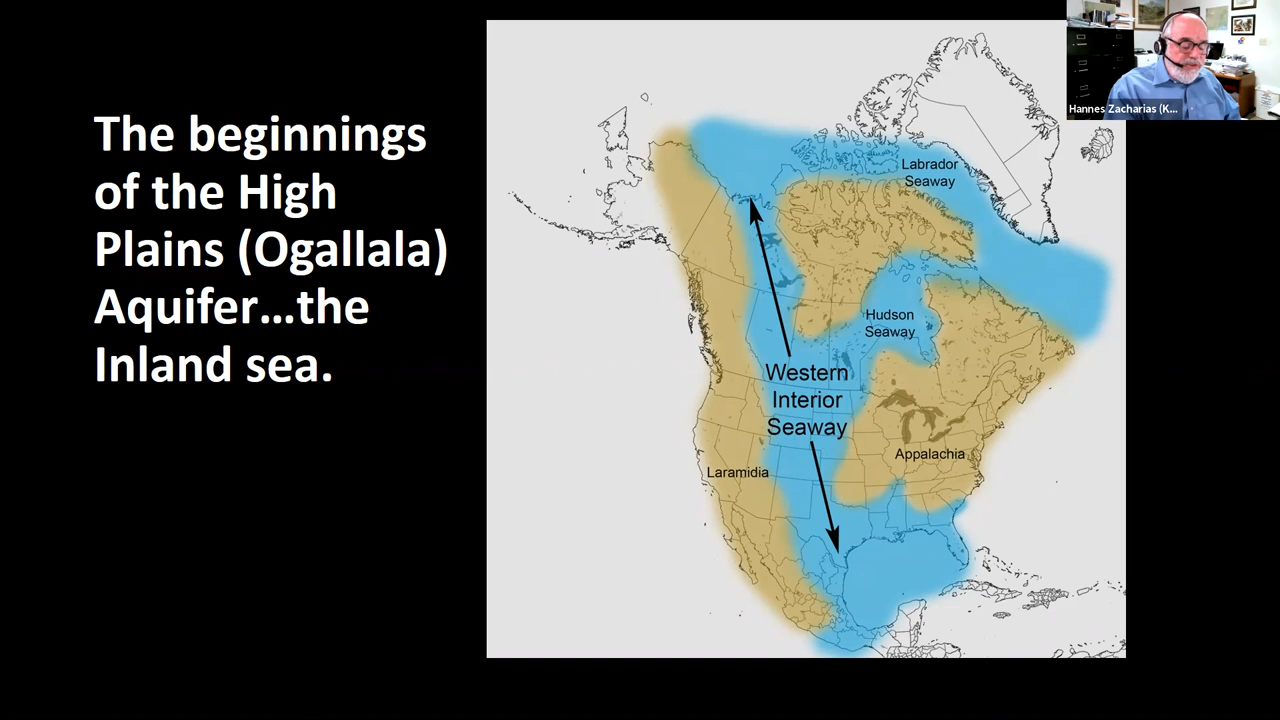 The beginnings
of the High
Plains (Ogallala)
Aquifer...the
Inland sea.
Labrador
Seaway
Hudson
Seaway
Western
Interior
Seaway
Appalachia
Laramidia
Hannes Zacharias (K...